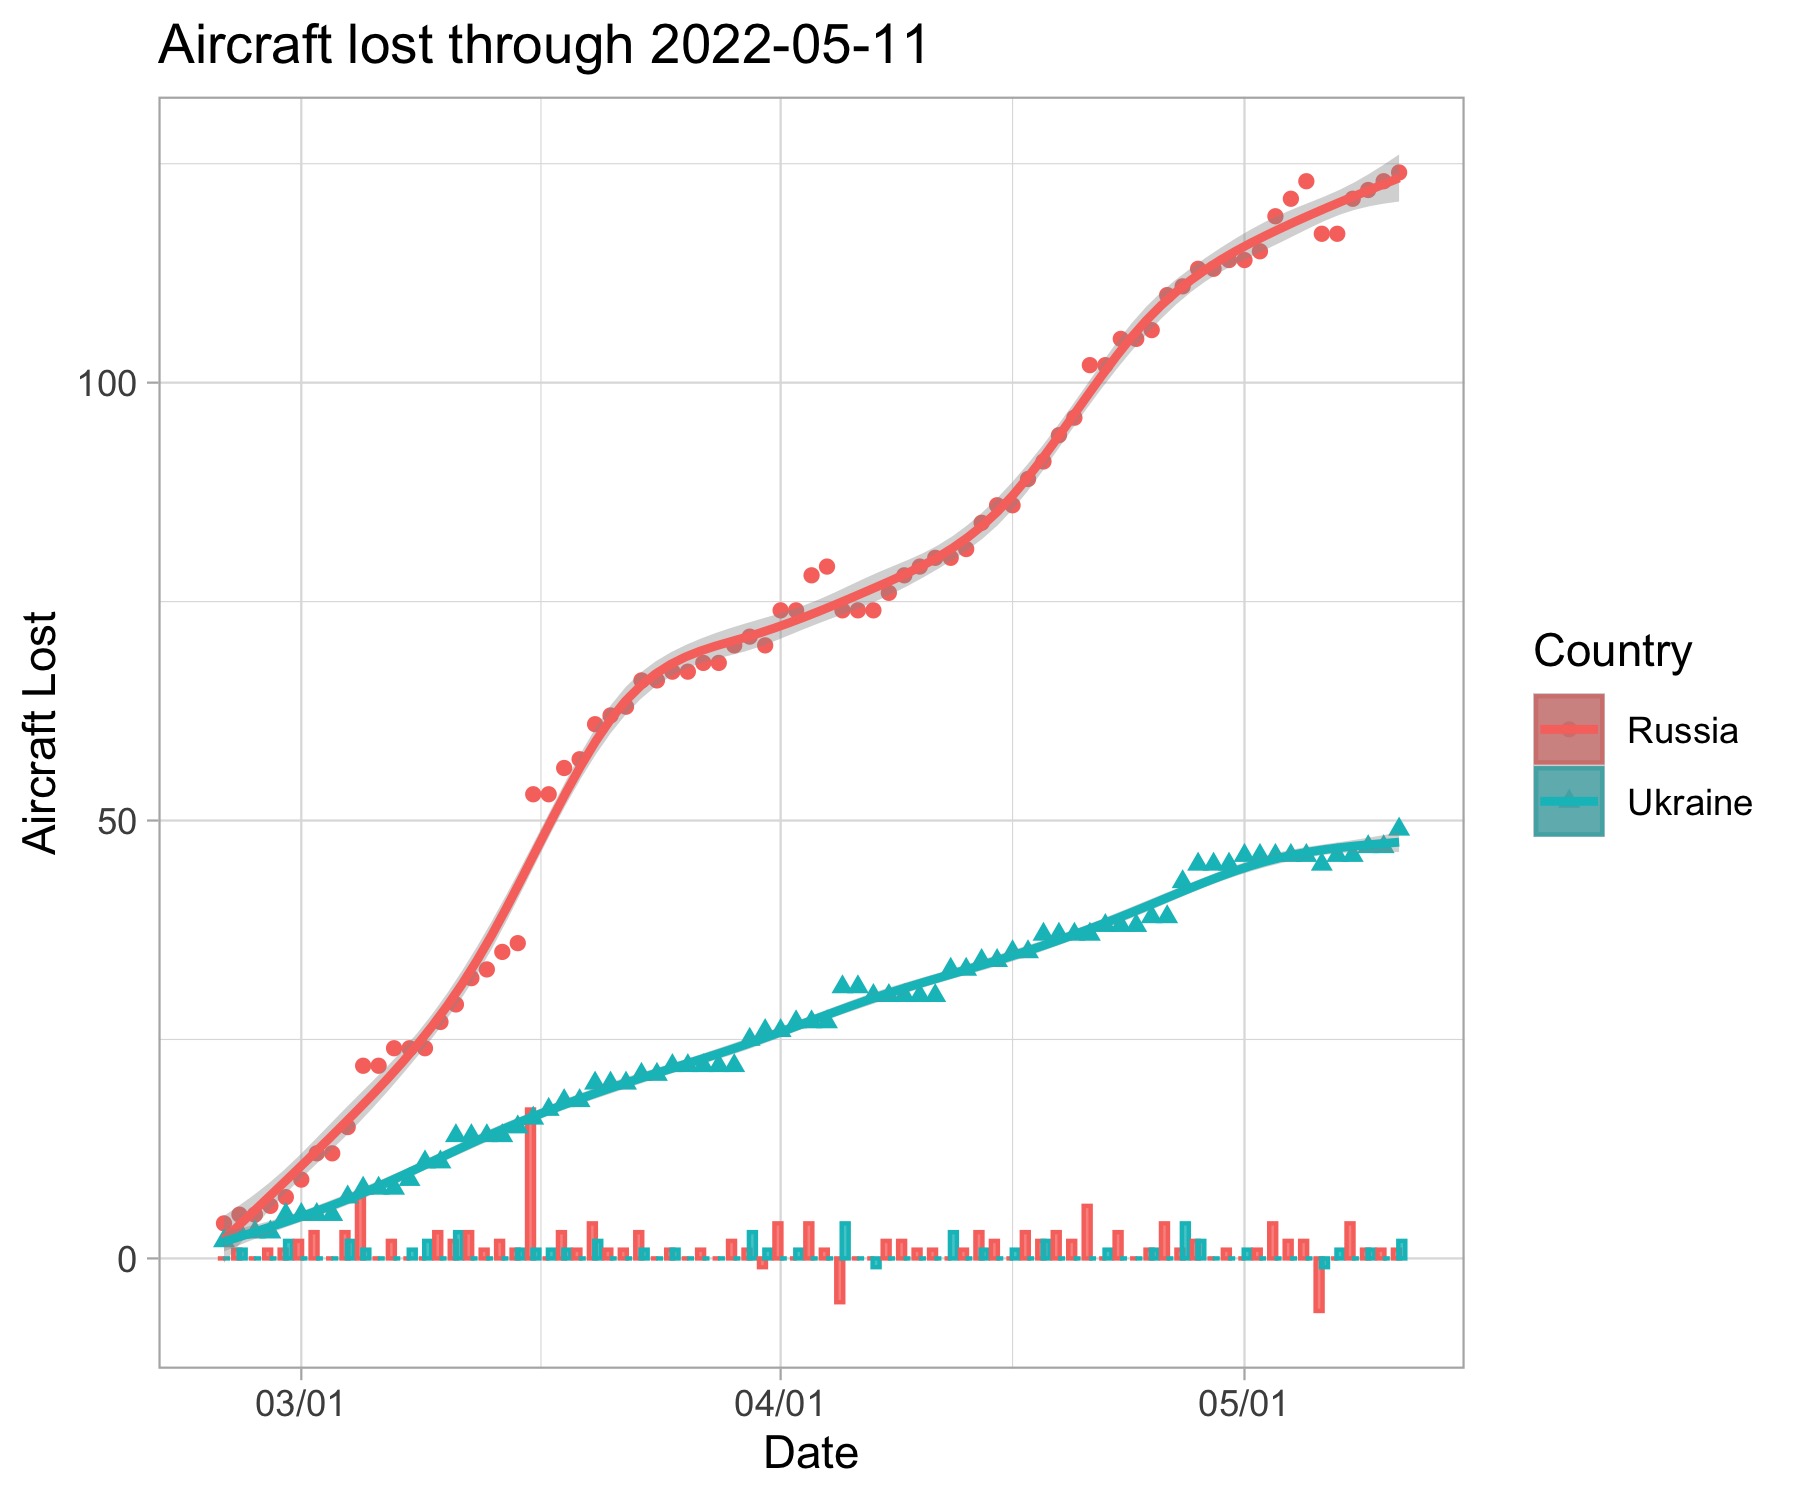 Aircraft lost through 2022-05-11
Aircraft Lost
100
50
0
03/01
04/01
05/01
Date
Country
Russia
Ukraine